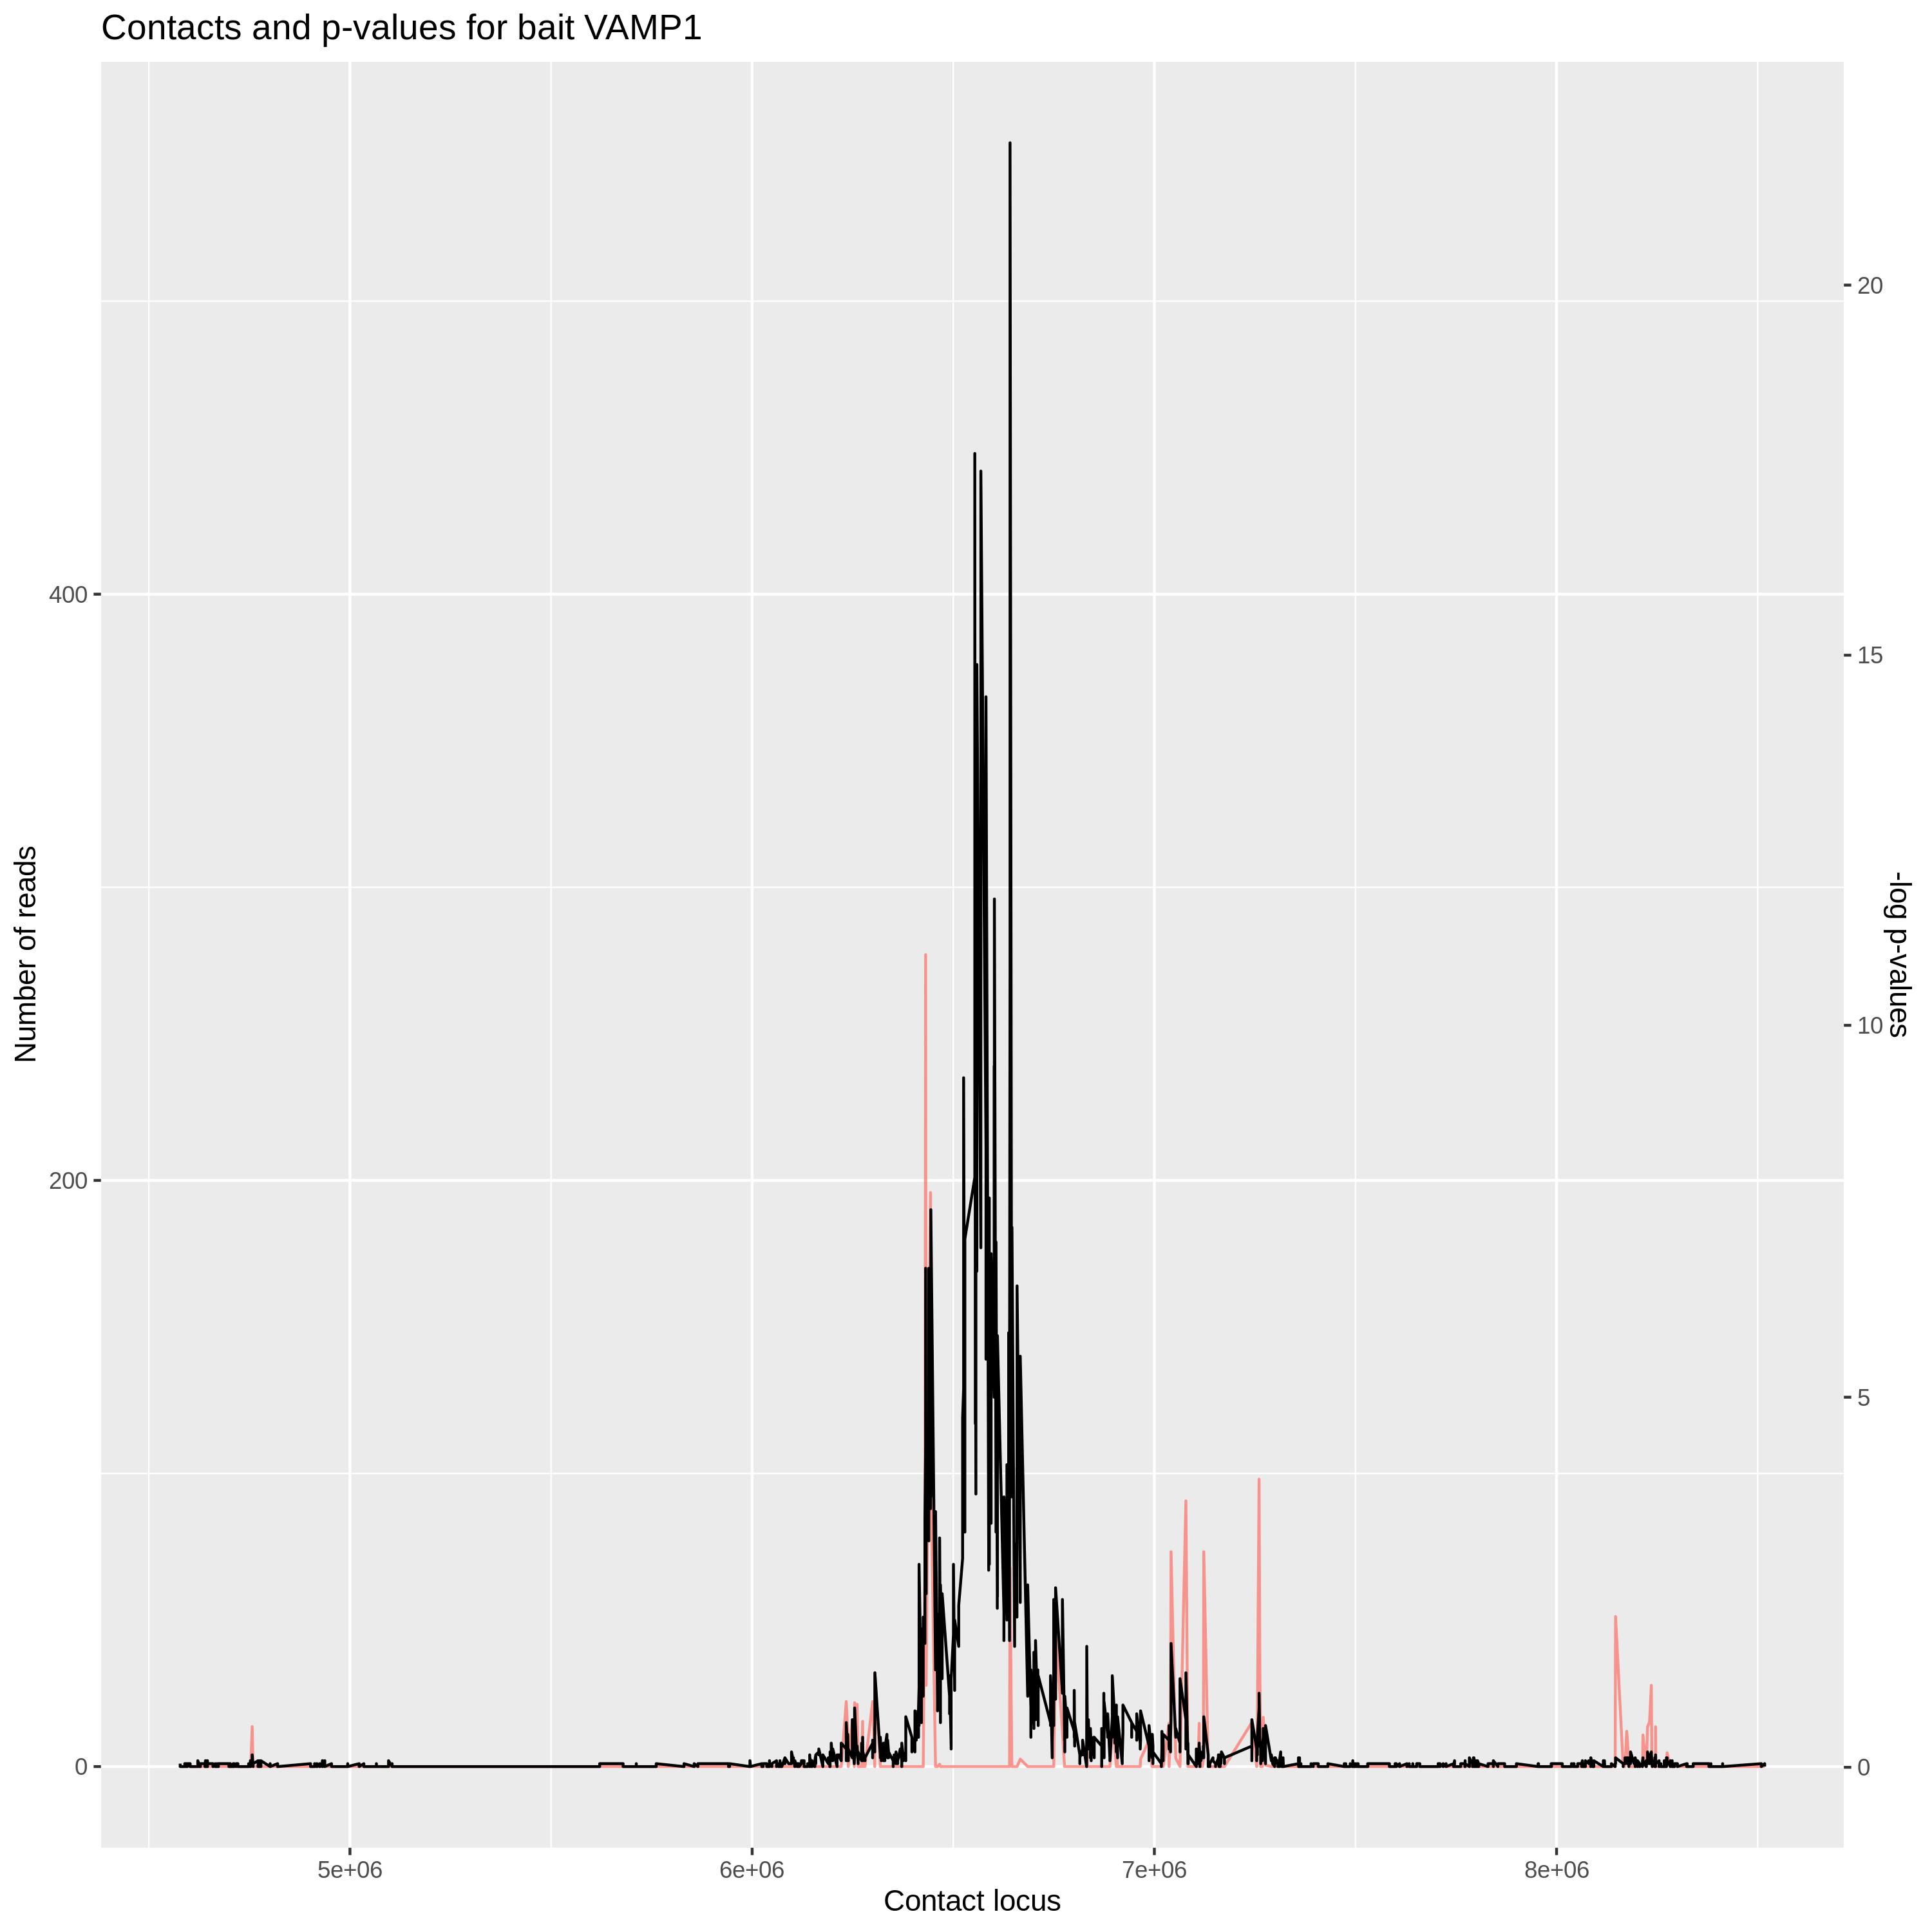 Contacts and p-values for bait VAMP1
Number of reads
400
200
0
20
15
10
5
0
-log p-values
5e+06
6e+06
7e+06
8e+06
Contact locus